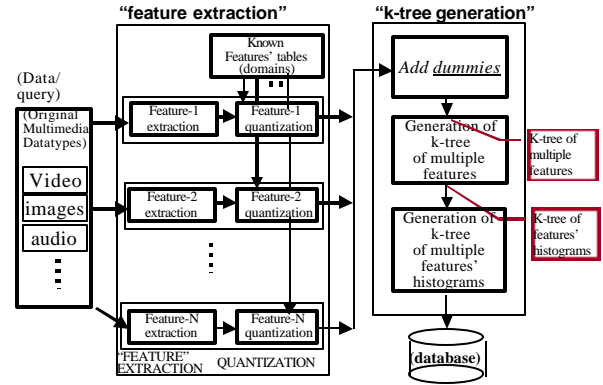 “feature extraction”
“k-tree generation”
Known
Features’ tables
(domains)
(Data/
query)
(Original
Multimedia
Datatypes)
Video
images
audio
Feature-1
extraction
Feature-1
quantization
Feature-2
extraction
Feature-2
quantization
Feature-N
extraction
Feature-N
quantization
“FEATURE”
EXTRACTION
QUANTIZATION
Add dummies
Generation of
k-tree
of multiple
features
K-tree of
multiple
features
Generation of
k-tree
of multiple
features’
histograms
K-tree of
features’
histograms
(database)